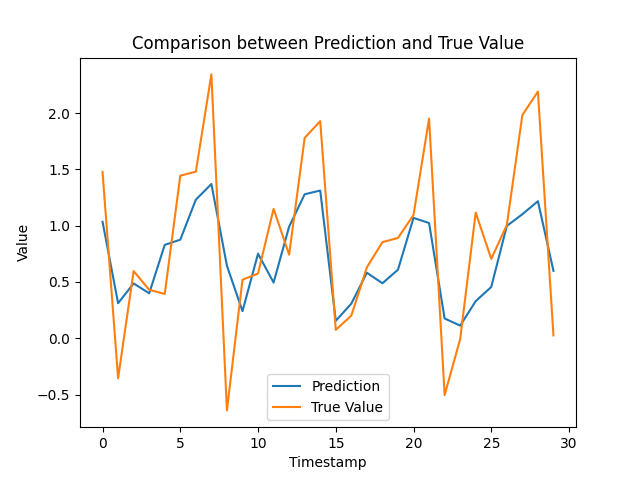 Comparison between Prediction and True Value
Value
2.0
1.5
1.0
0.5
0.0
−0.5
Prediction
True Value
0 5 10 15 20 25 30
Timestamp